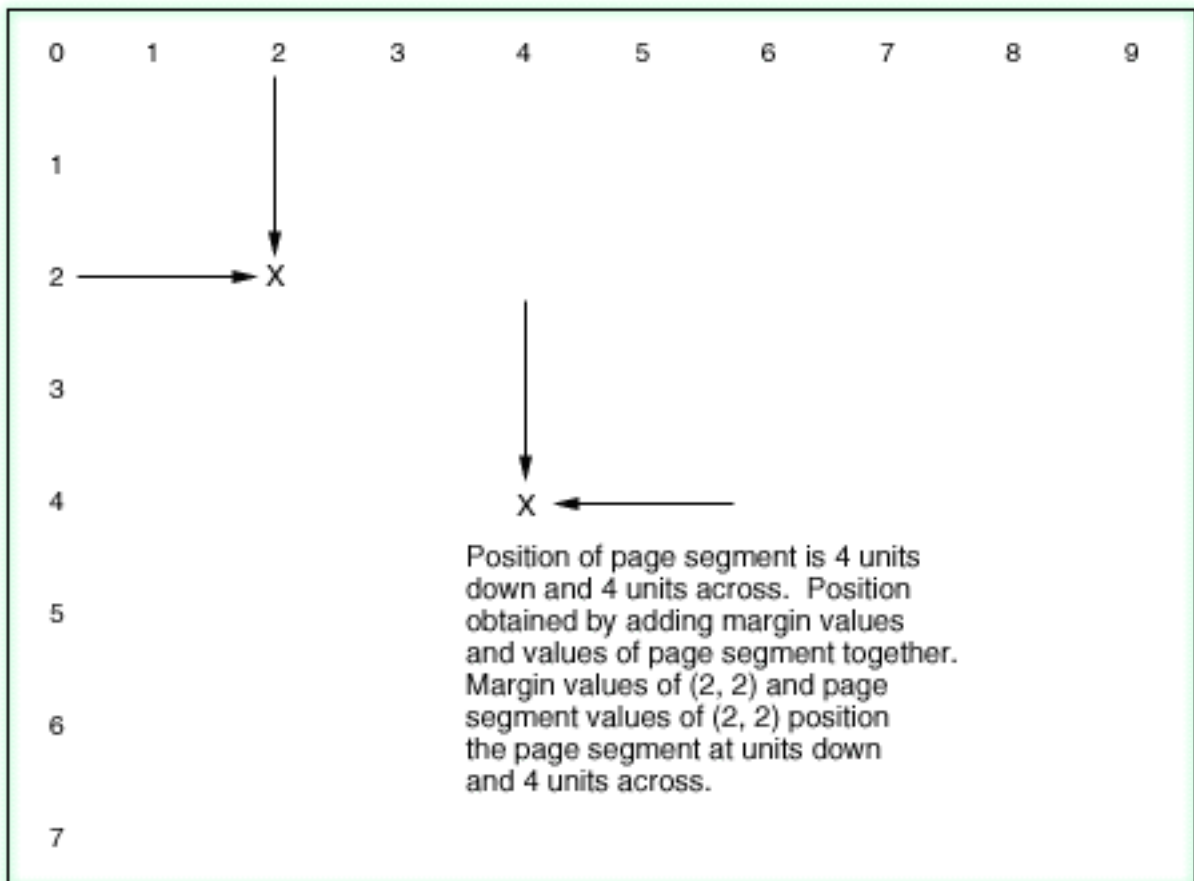 0 1 2 3 4 5 6 7 8 9
1
2 X
3
4 X
Position of page segment is 4 units
down and 4 units across. Position
5
obtained by adding margin values
and values of page segment together.
Margin values of (2, 2) and page
6
segment values of (2, 2) position
the page segment at units down
and 4 units across.
7